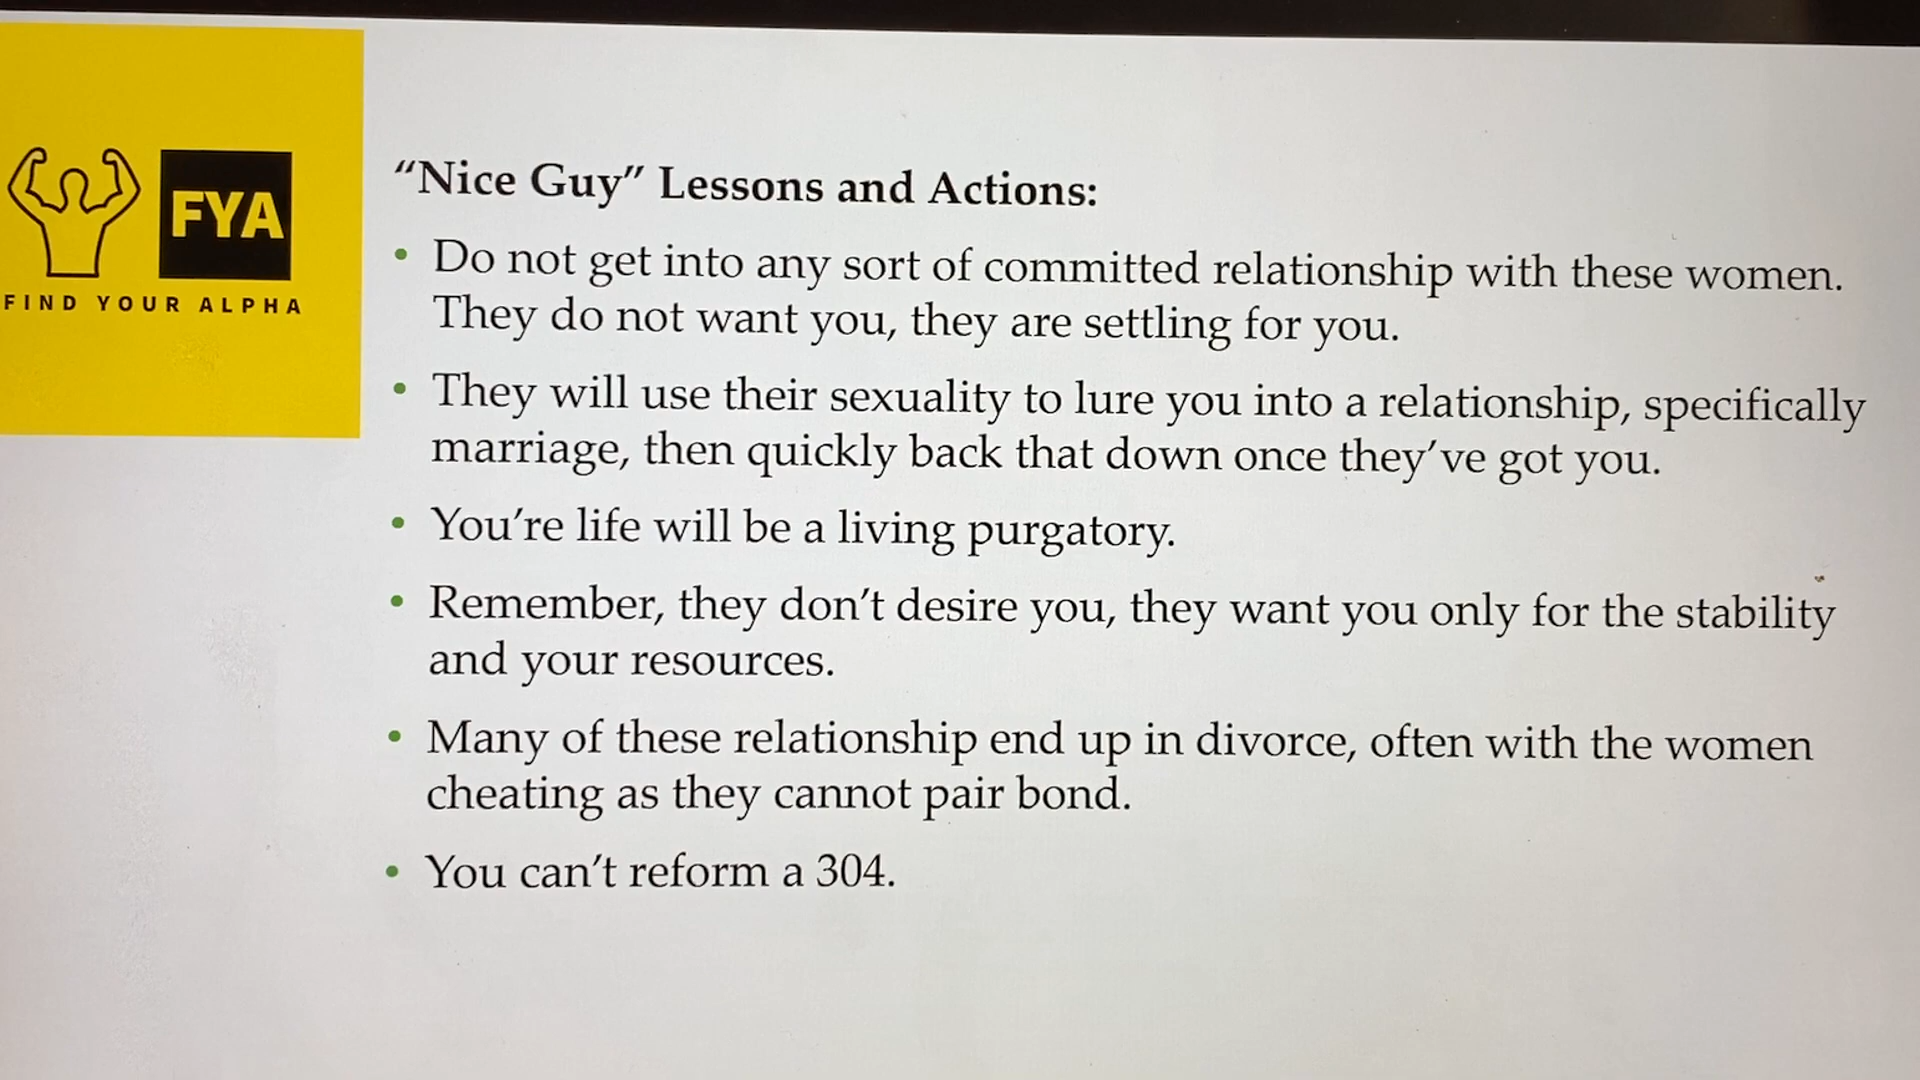 FYA
FIND YOUR ALPHA
“Nice Guy” Lessons and Actions:
• Do not get into any sort of committed relationship with these women.
They do not want you, they are settling for you.
• They will use their sexuality to lure you into a relationship, specifically
marriage, then quickly back that down once they’ve got you.
• You’re life will be a living purgatory.
• Remember, they don’t desire you, they want you only for the stability
and your resources.
• Many of these relationship end up in divorce, often with the women
cheating as they cannot pair bond.
• You can’t reform a 304.